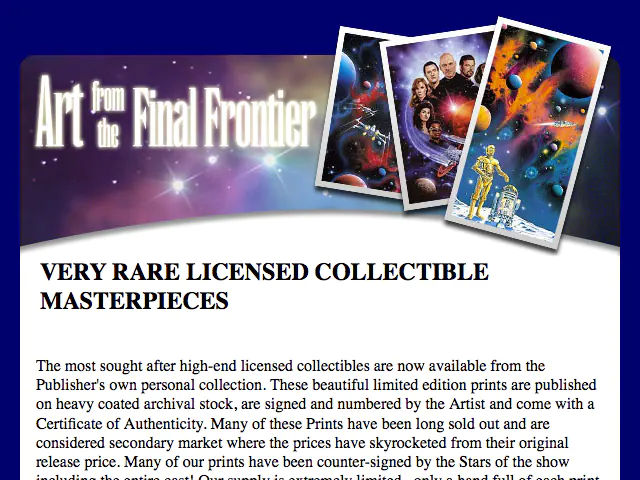 Art from the Final Frontier
VERY RARE LICENSED COLLECTIBLE
MASTERPIECES
The most sought after high-end licensed collectibles are now available from the
Publisher's own personal collection. These beautiful limited edition prints are published
on heavy coated archival stock, are signed and numbered by the Artist and come with a
Certificate of Authenticity. Many of these Prints have been long sold out and are
considered secondary market where the prices have skyrocketed from their original
release price. Many of our prints have been counter-signed by the Stars of the show
including the entire cast! Our supply is extremely limited...only a hand full of each print